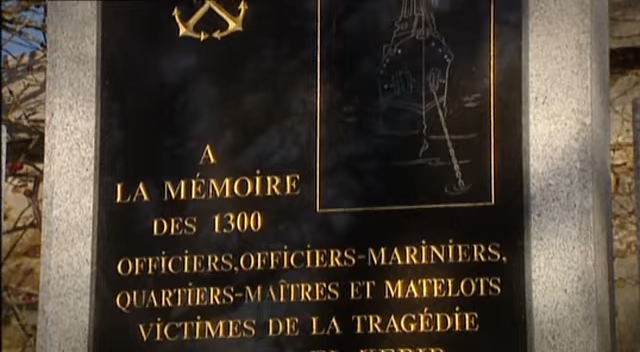 A
LA MÉMOIRE
DES 1300
OFFICIERS, OFFICIERS-MARINIERS,
QUARTIERS-MAÎTRES ET MATELOTS
VICTIMES DE LA TRAGÉDIE